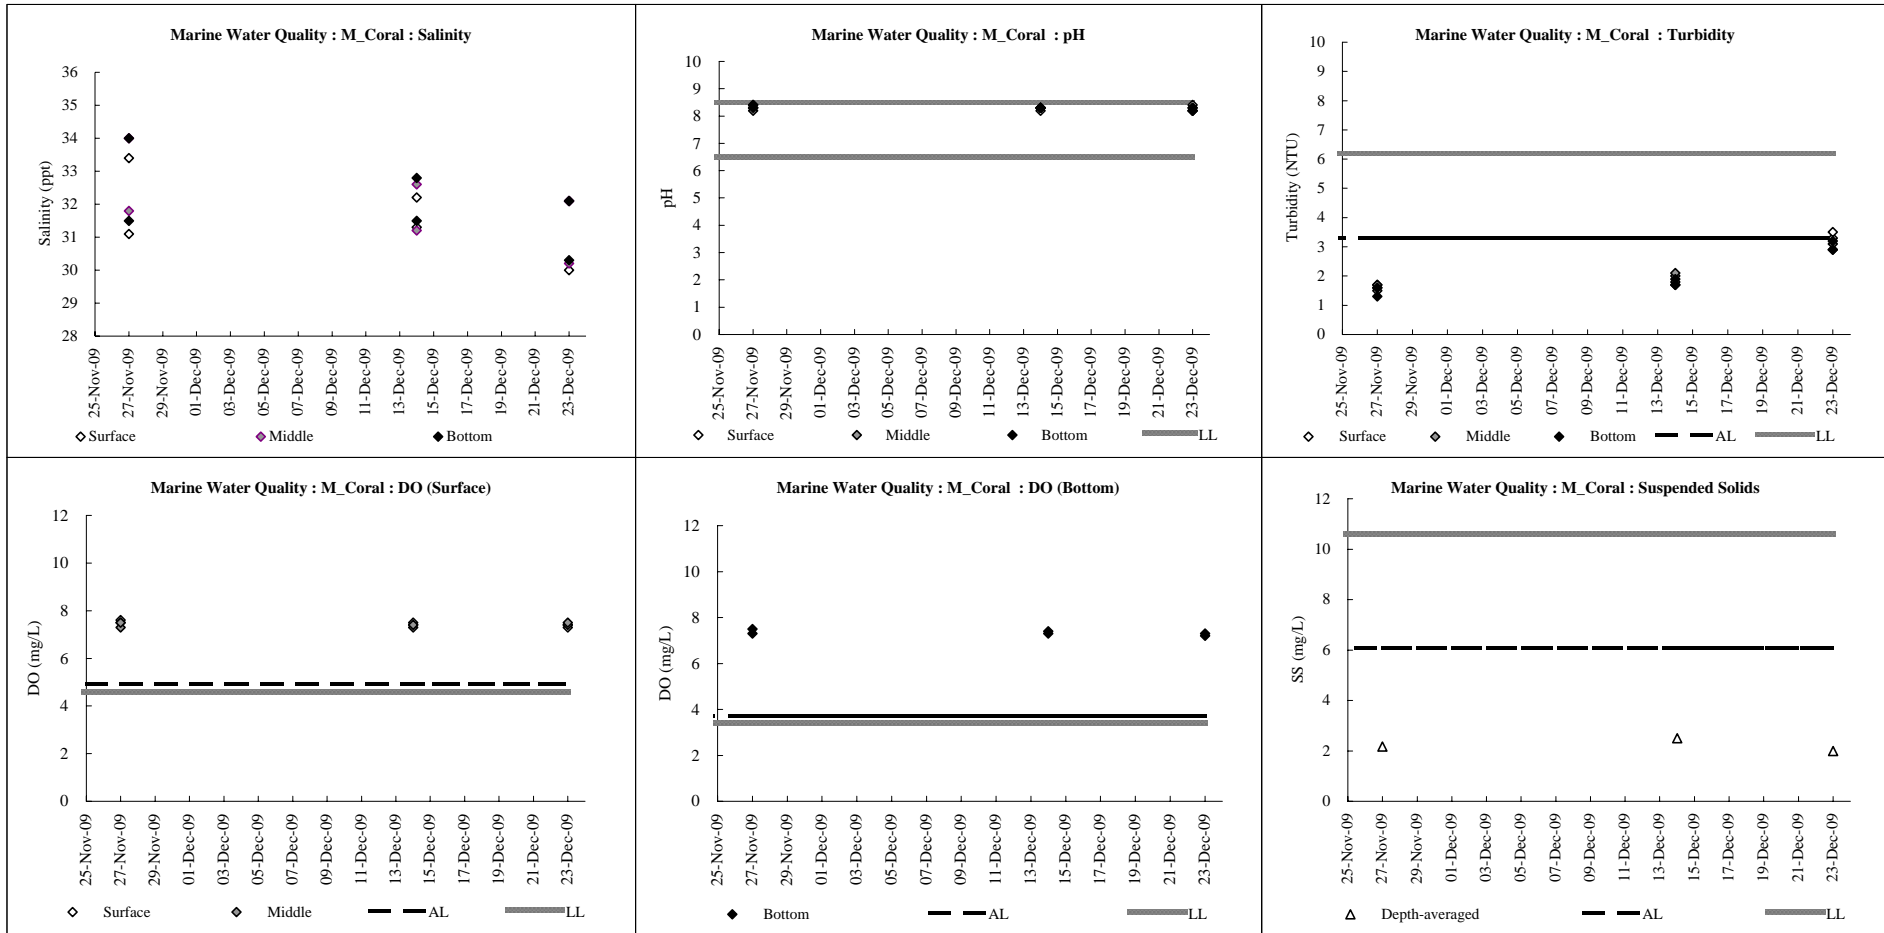 Marine Water Quality : M_Coral : Salinity
36
35
34
33
32
31
30
29
28
Salinity (ppt)
25-Nov-09
27-Nov-09
29-Nov-09
01-Dec-09
03-Dec-09
05-Dec-09
07-Dec-09
09-Dec-09
11-Dec-09
13-Dec-09
15-Dec-09
17-Dec-09
19-Dec-09
21-Dec-09
23-Dec-09
Surface Middle Bottom
Marine Water Quality : M_Coral : pH
10
9
8
7
6
5
4
3
2
1
0
pH
25-Nov-09
27-Nov-09
29-Nov-09
01-Dec-09
03-Dec-09
05-Dec-09
07-Dec-09
09-Dec-09
11-Dec-09
13-Dec-09
15-Dec-09
17-Dec-09
19-Dec-09
21-Dec-09
23-Dec-09
Surface Middle Bottom LL
Marine Water Quality : M_Coral : Turbidity
10
9
8
7
6
5
4
3
2
1
0
Turbidity (NTU)
25-Nov-09
27-Nov-09
29-Nov-09
01-Dec-09
03-Dec-09
05-Dec-09
07-Dec-09
09-Dec-09
11-Dec-09
13-Dec-09
15-Dec-09
17-Dec-09
19-Dec-09
21-Dec-09
23-Dec-09
Surface Middle Bottom AL LL
Marine Water Quality : M_Coral : DO (Surface)
12
10
8
6
4
2
0
DO (mg/L)
25-Nov-09
27-Nov-09
29-Nov-09
01-Dec-09
03-Dec-09
05-Dec-09
07-Dec-09
09-Dec-09
11-Dec-09
13-Dec-09
15-Dec-09
17-Dec-09
19-Dec-09
21-Dec-09
23-Dec-09
Surface Middle AL LL
Marine Water Quality : M_Coral : DO (Bottom)
12
10
8
6
4
2
0
DO (mg/L)
25-Nov-09
27-Nov-09
29-Nov-09
01-Dec-09
03-Dec-09
05-Dec-09
07-Dec-09
09-Dec-09
11-Dec-09
13-Dec-09
15-Dec-09
17-Dec-09
19-Dec-09
21-Dec-09
23-Dec-09
Bottom AL LL
Marine Water Quality : M_Coral : Suspended Solids
12
10
8
6
4
2
0
SS (mg/L)
25-Nov-09
27-Nov-09
29-Nov-09
01-Dec-09
03-Dec-09
05-Dec-09
07-Dec-09
09-Dec-09
11-Dec-09
13-Dec-09
15-Dec-09
17-Dec-09
19-Dec-09
21-Dec-09
23-Dec-09
Depth-averaged AL LL